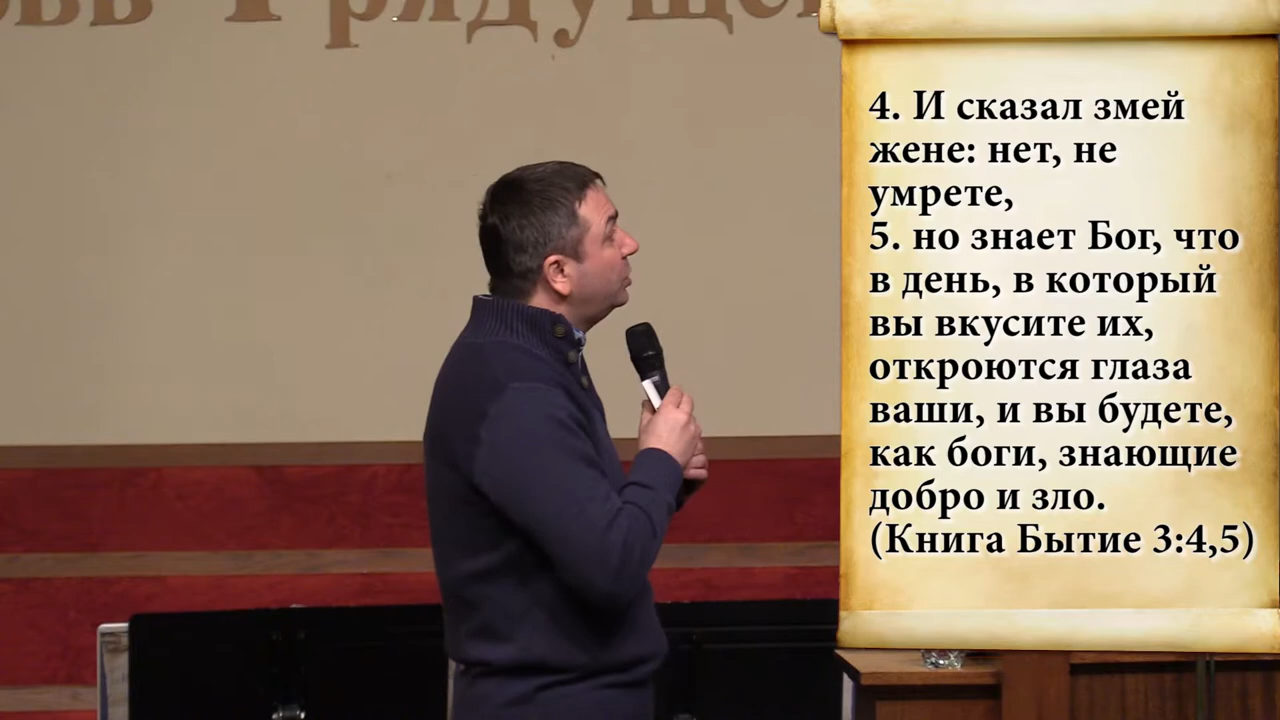 Грядущ
4. И сказал змей
жене: нет, не
умрете,
5. но знает Бог, что
в день, в который
вы вкусите их,
откроются глаза
ваши, и вы будете,
как боги, знающие
добро и зло.
(Книга Бытие 3:4,5)